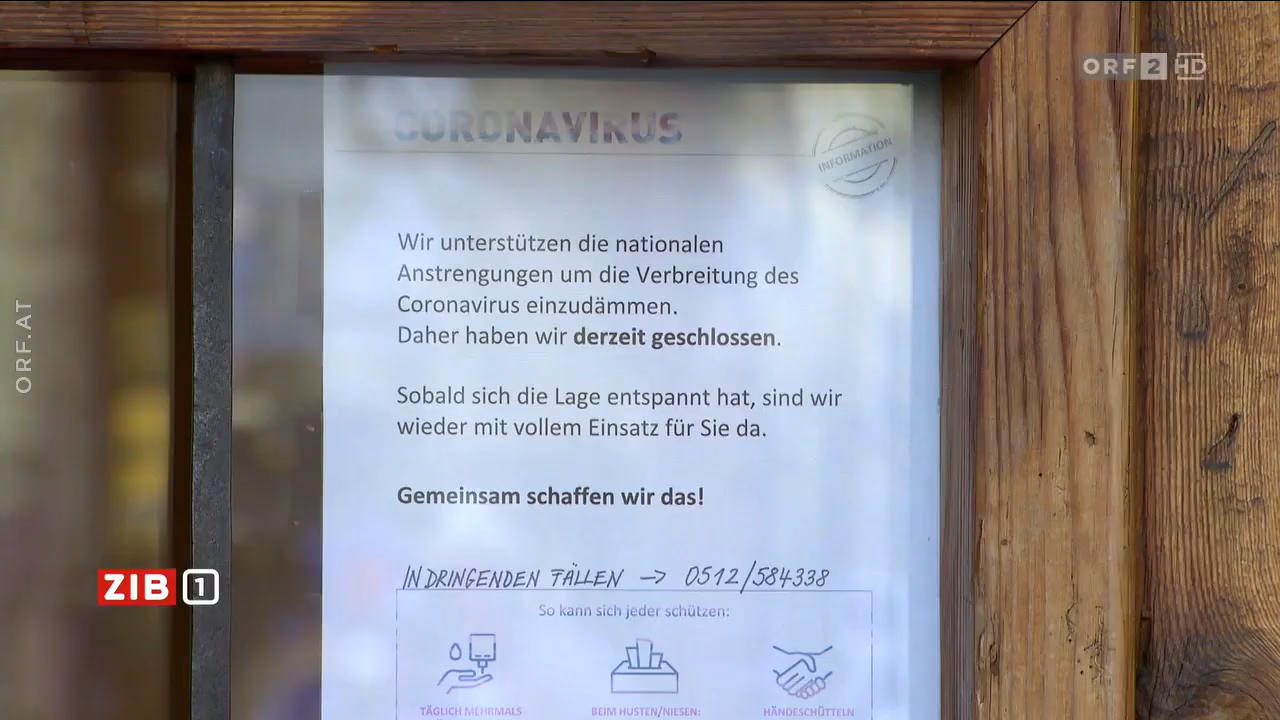 ORF 2 HD
CORONAVIRUS
INFORMATION
Wir unterstützen die nationalen
Anstrengungen um die Verbreitung des
Coronavirus einzudämmen.
Daher haben wir derzeit geschlossen.
Sobald sich die Lage entspannt hat, sind wir
wieder mit vollem Einsatz für Sie da.
Gemeinsam schaffen wir das!
IN DRINGENDEN FÄLLEN → 0512/584338
So kann sich jeder schützen:
TÄGLICH MEHRMALS
BEIM HUSTEN/NIESEN:
HÄNDESCHÜTTELN
ORF.AT
ZIB 1